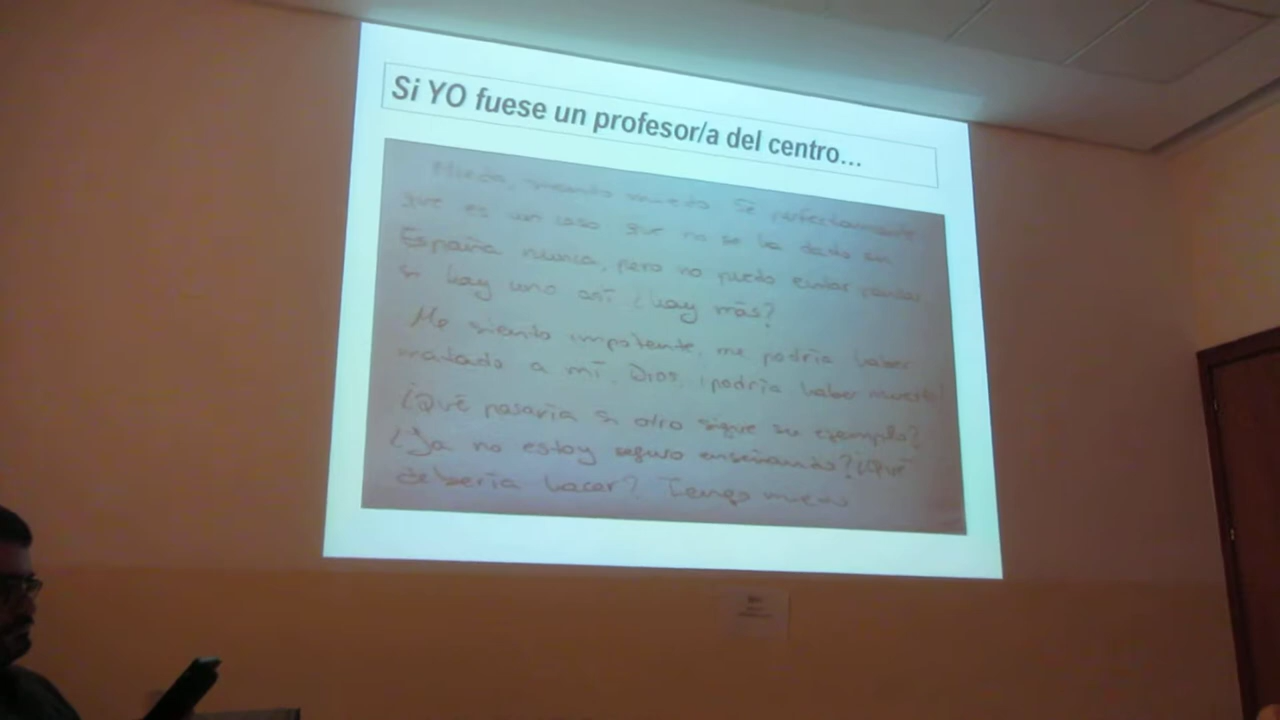 Si YO fuese un profesor/a del centro...
Miedo, mucho miedo. Se perfectamente
que es un caso que no se ha dado en
España nunca, pero no puedo evitar pensar
si hay uno así ¿hay más?
Me siento impotente, me podría haber
matado a mí. Dios, ¡podría haber muerto!
¿Qué pasaría si otro sigue su ejemplo?
¿Ya no estoy seguro enseñando? ¿Qué
debería hacer? Tengo miedo